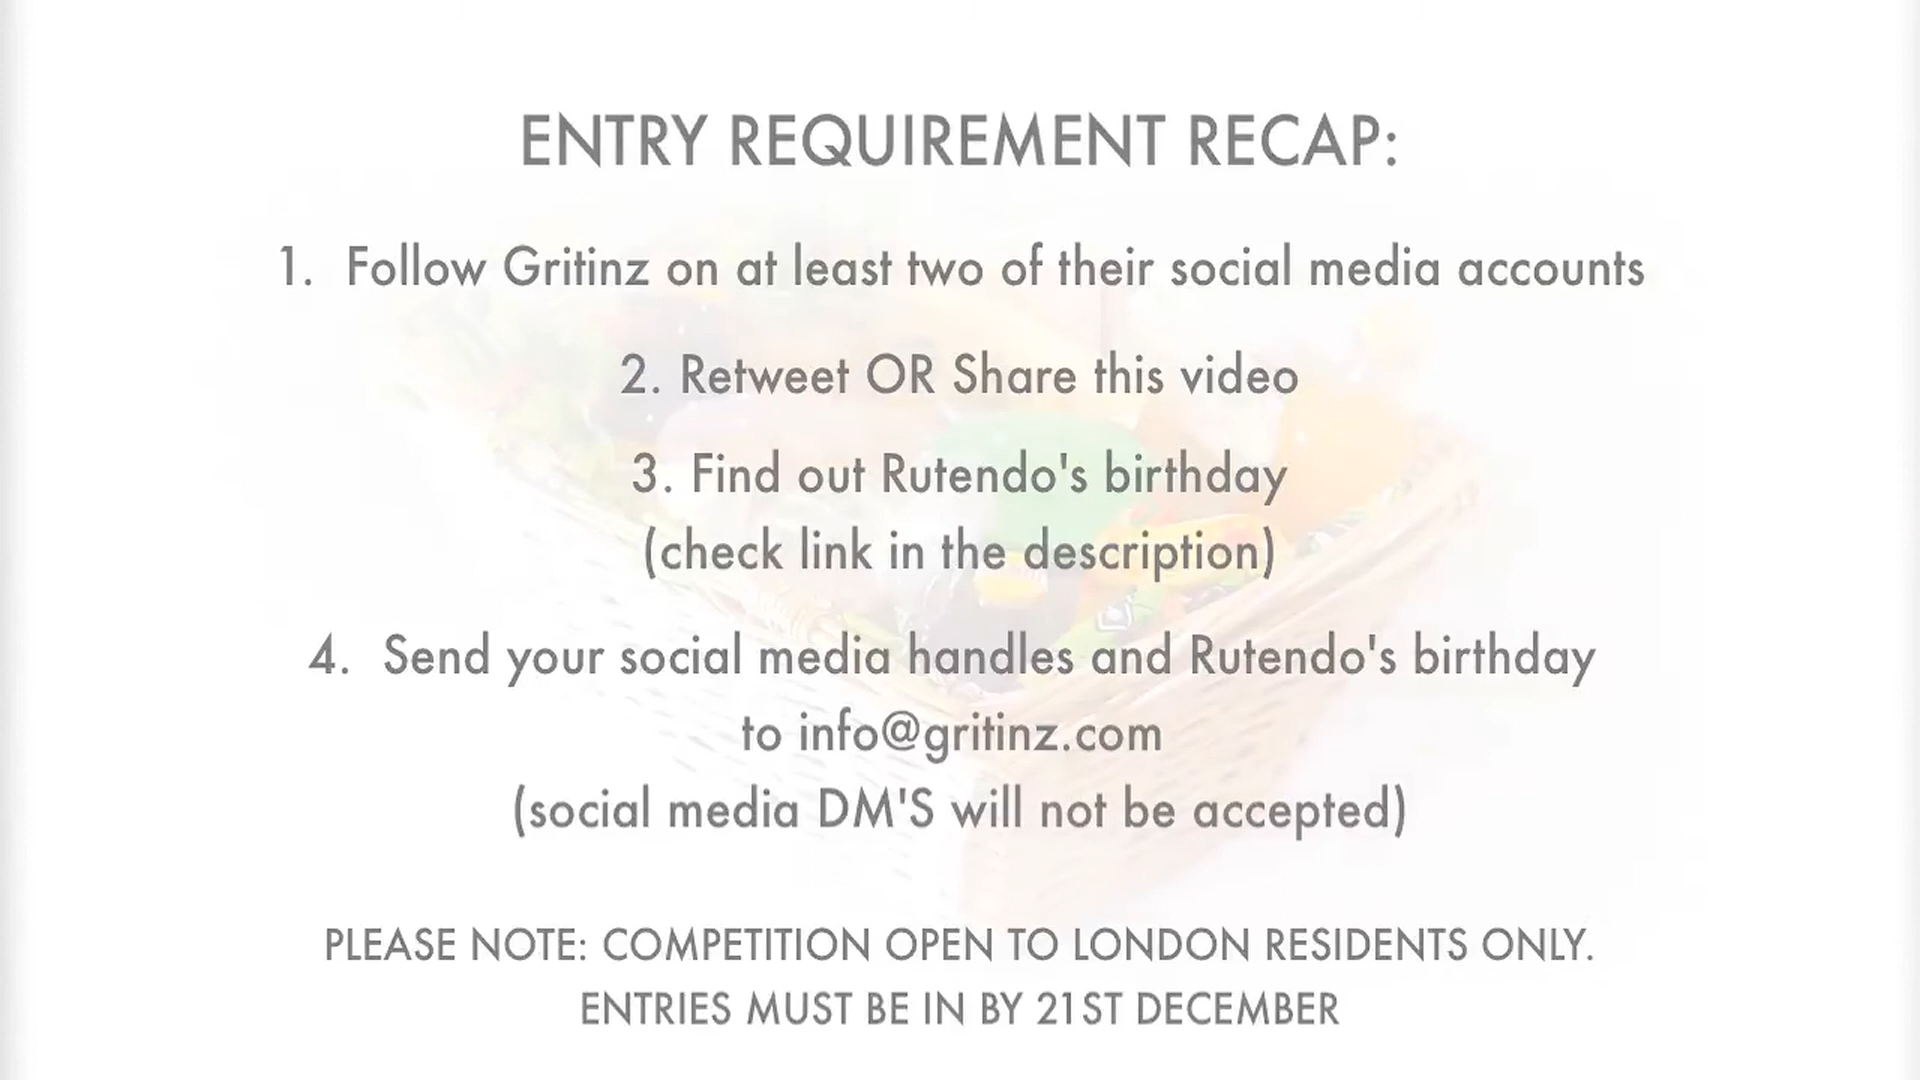 ENTRY REQUIREMENT RECAP:
1. Follow Gritinz on at least two of their social media accounts
2. Retweet OR Share this video
3. Find out Rutendo's birthday
(check link in the description)
4. Send your social media handles and Rutendo's birthday
to info@gritinz.com
(social media DM'S will not be accepted)
PLEASE NOTE: COMPETITION OPEN TO LONDON RESIDENTS ONLY.
ENTRIES MUST BE IN BY 21ST DECEMBER